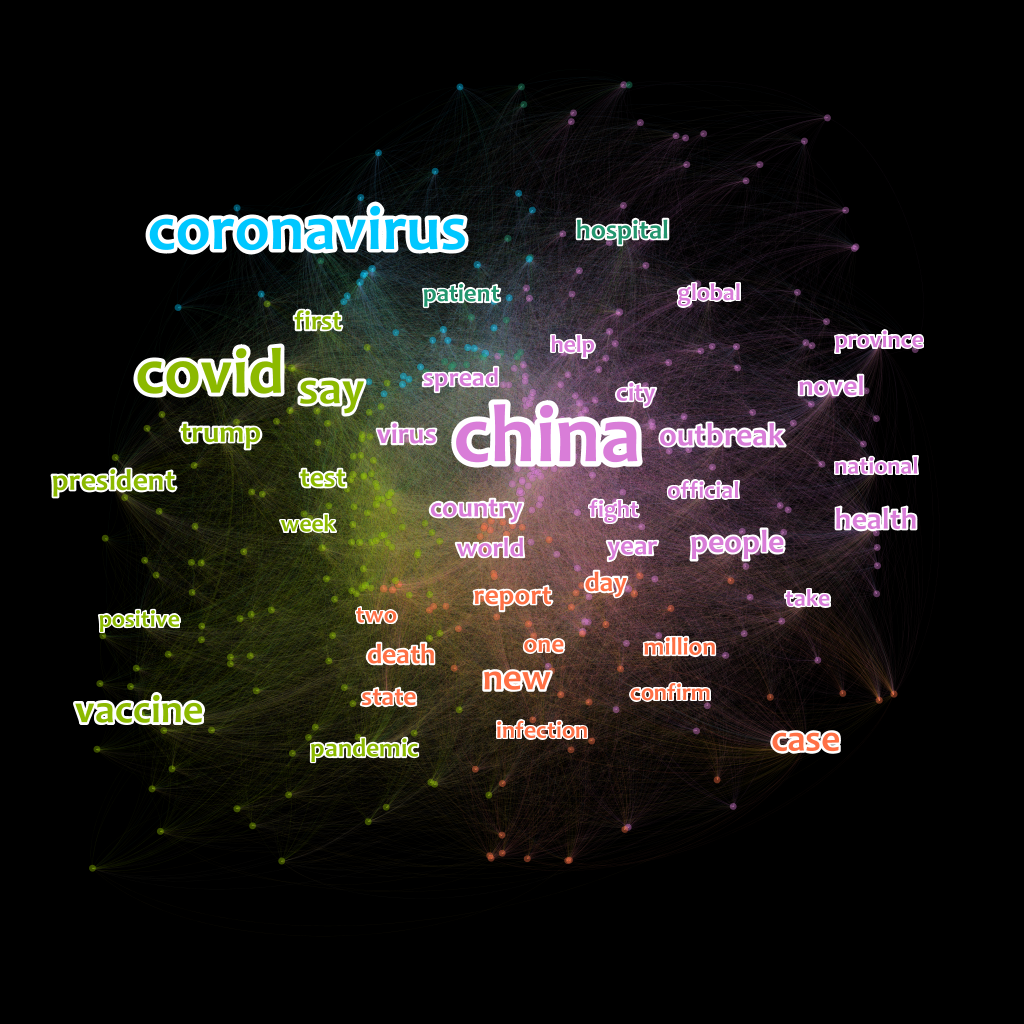 coronavirus
hospital
patient
global
first
help
province
covid
say
spread
city
novel
trump
virus
china
outbreak
president
test
national
official
week
country
fight
health
world
year
people
report
day
take
positive
two
one
million
death
new
state
confirm
vaccine
infection
case
pandemic